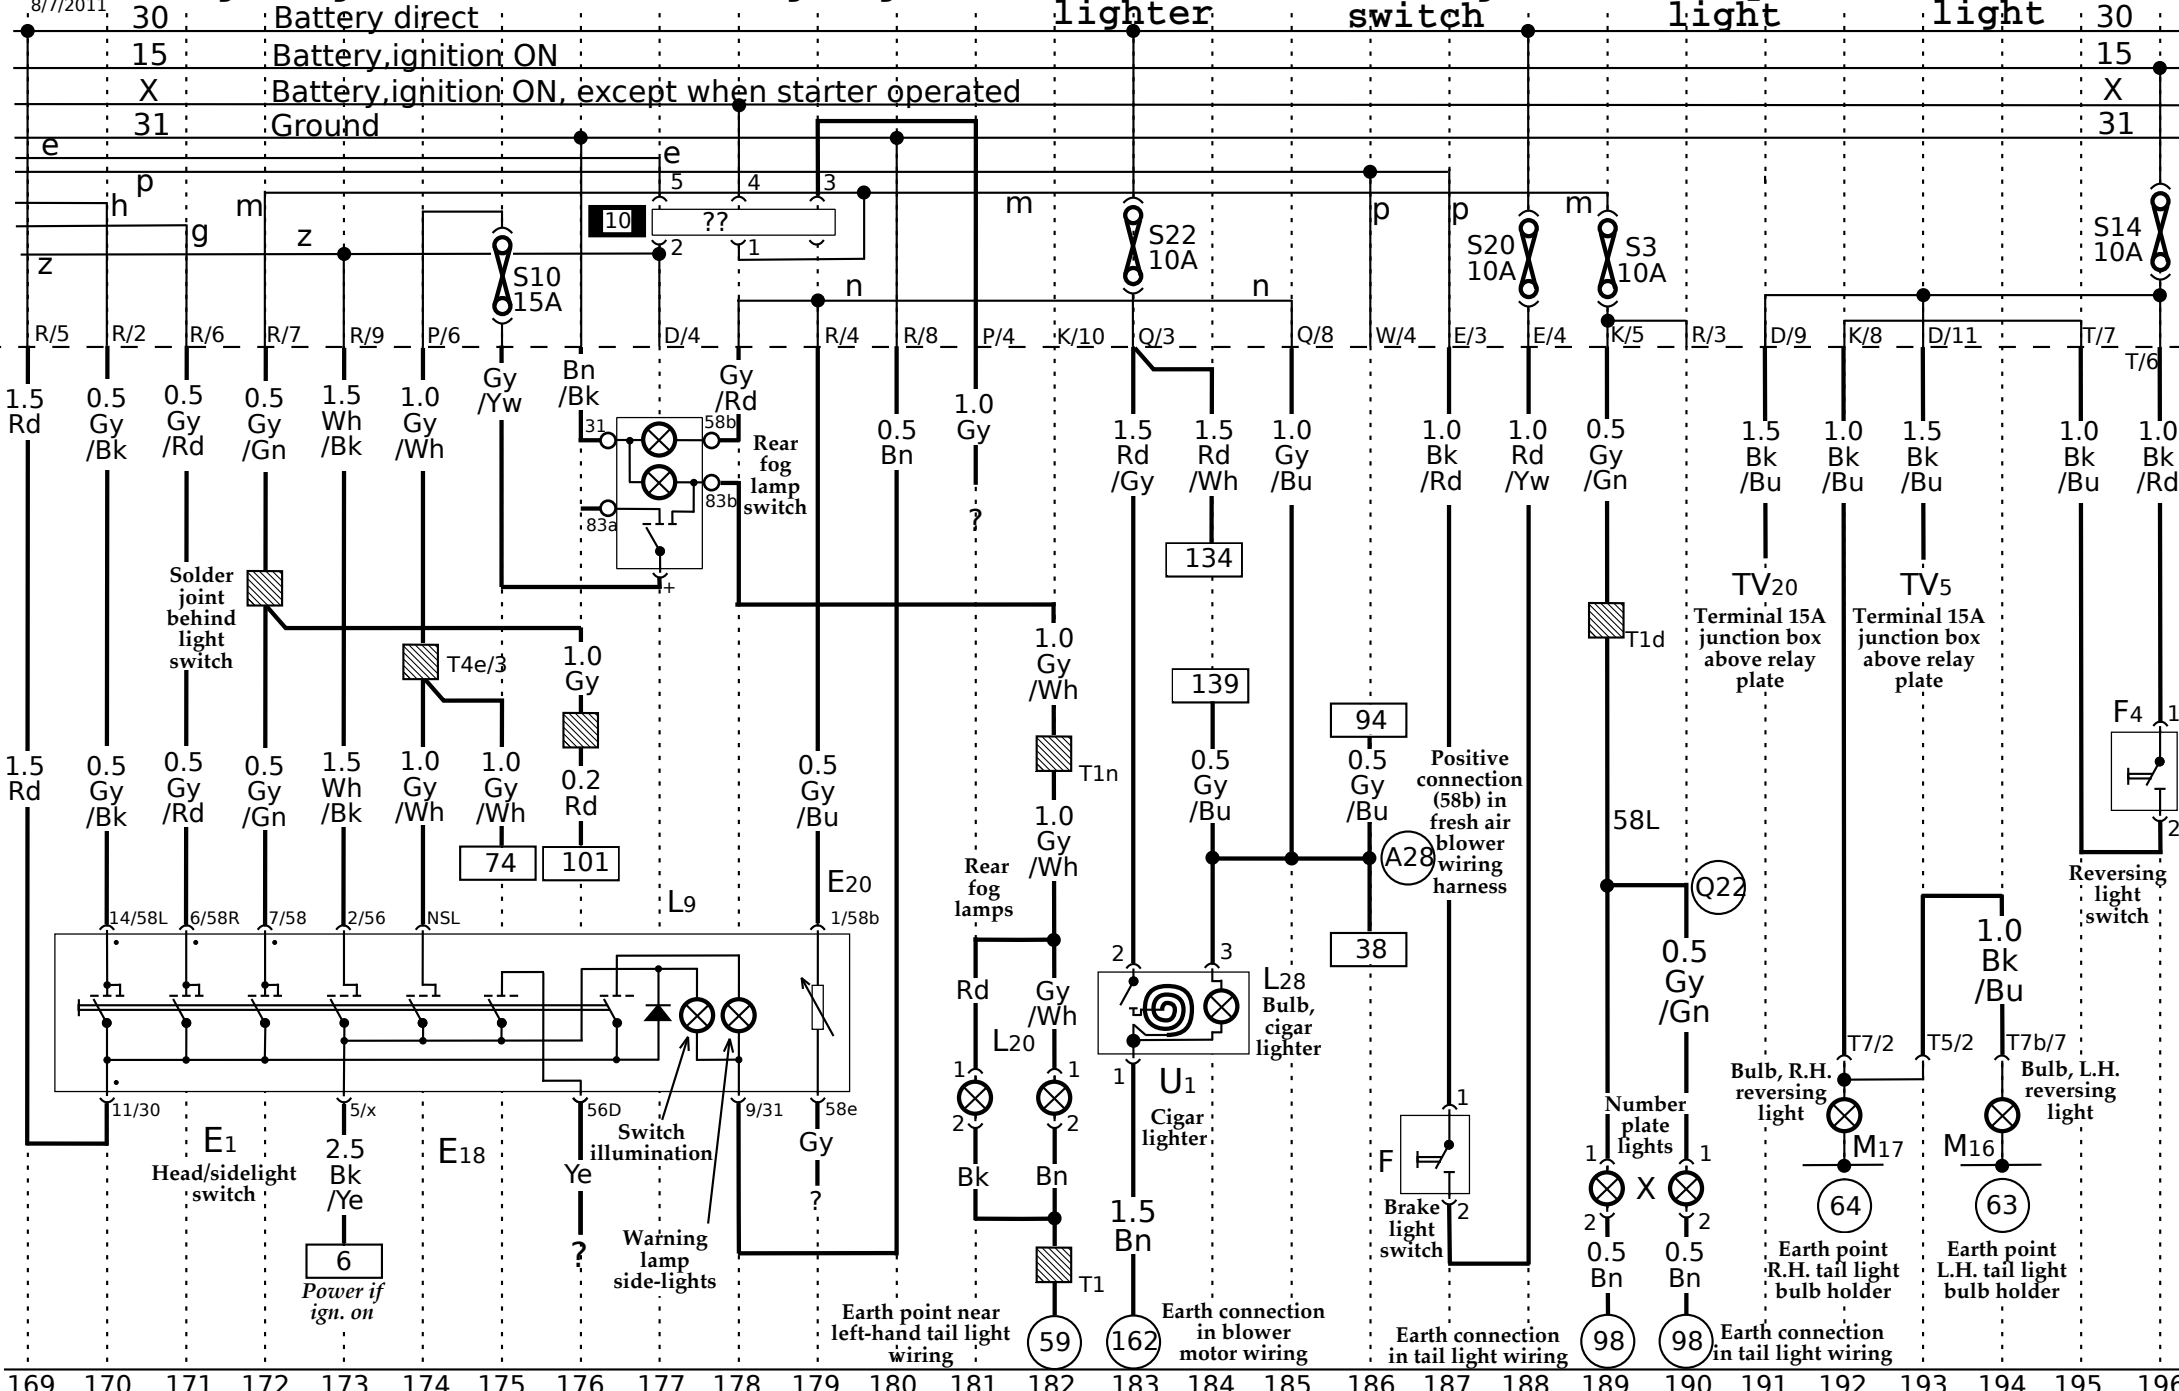 8/7/2011
lighter
switch
light
light
30 Battery direct 30
15 Battery,ignition ON 15
X Battery,ignition ON, except when starter operated X
31 Ground 31
e e
p 5 4 3
h m m p p m
g z 10 ?? S22 10A S20 10A S3 10A S14 10A
z 2 1
S10
15A
n n
R/5 R/2 R/6 R/7 R/9 P/6 D/4 R/4 R/8 P/4 K/10 Q/3 Q/8 W/4 E/3 E/4 K/5 R/3 D/9 K/8 D/11 T/7
T/6
1.5
Rd
0.5
Gy
/Bk
0.5
Gy
/Rd
0.5
Gy
/Gn
1.5
Wh
/Bk
1.0
Gy
/Wh
Gy
/Yw
Bn
/Bk
Gy
/Rd
31 58b
83a 83b
+
Rear
fog
lamp
switch
0.5
Bn
1.0
Gy
?
1.5
Rd
/Gy
1.5
Rd
/Wh
134
1.0
Gy
/Bu
1.0
Bk
/Rd
1.0
Rd
/Yw
0.5
Gy
/Gn
1.5
Bk
/Bu
1.0
Bk
/Bu
1.5
Bk
/Bu
1.0
Bk
/Bu
1.0
Bk
/Rd
Solder
joint
behind
light
switch
T4e/3
1.0
Gy
1.0
Gy
/Wh
T1d
TV20
Terminal 15A
junction box
above relay
plate
TV5
Terminal 15A
junction box
above relay
plate
139
94
F4 1
2
1.5
Rd
0.5
Gy
/Bk
0.5
Gy
/Rd
0.5
Gy
/Gn
1.5
Wh
/Bk
1.0
Gy
/Wh
1.0
Gy
/Wh
74
0.2
Rd
101
0.5
Gy
/Bu
T1n
1.0
Gy
/Wh
0.5
Gy
/Bu
0.5
Gy
/Bu
A28
38
Positive
connection
(58b) in
fresh air
blower
wiring
harness
58L
Q22
Reversing
light
switch
Rear
fog
lamps
L9
E20
14/58L 6/58R 7/58 2/56 NSL 1/58b
Rd
Gy
/Wh
L20
1 1
2 2
2 3
L28
Bulb,
cigar
lighter
1
U1
Cigar
lighter
0.5
Gy
/Gn
1.0
Bk
/Bu
T7/2 T5/2 T7b/7
Bulb, R.H.
reversing
light
Bulb, L.H.
reversing
light
11/30 5/x 56D 9/31 58e
E1
Head/sidelight
switch
2.5
Bk
/Ye
6
Power if
ign. on
E18
Ye
?
Switch
illumination
Warning
lamp
side-lights
Gy
?
Bk Bn
T1
Earth point near
left-hand tail light
wiring
59
1.5
Bn
162
Earth connection
in blower
motor wiring
1
F
2
Brake
light
switch
Number
plate
lights
1 1
X
2 2
0.5
Bn
0.5
Bn
Earth connection
in tail light wiring
98
98
Earth connection
in tail light wiring
M17
64
Earth point
R.H. tail light
bulb holder
M16
63
Earth point
L.H. tail light
bulb holder
169 170 171 172 173 174 175 176 177 178 179 180 181 182 183 184 185 186 187 188 189 190 191 192 193 194 195 196